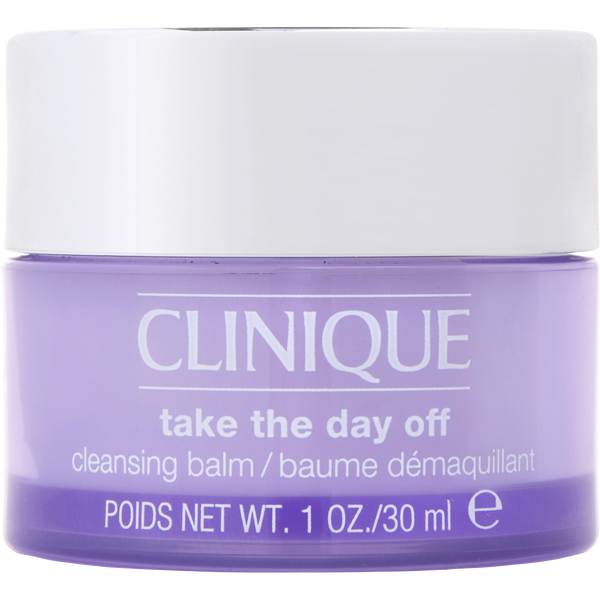 CLINIQUE
take the day off
cleansing balm / baume démaquillant
POIDS NET WT. 1 OZ./30 ml ℮